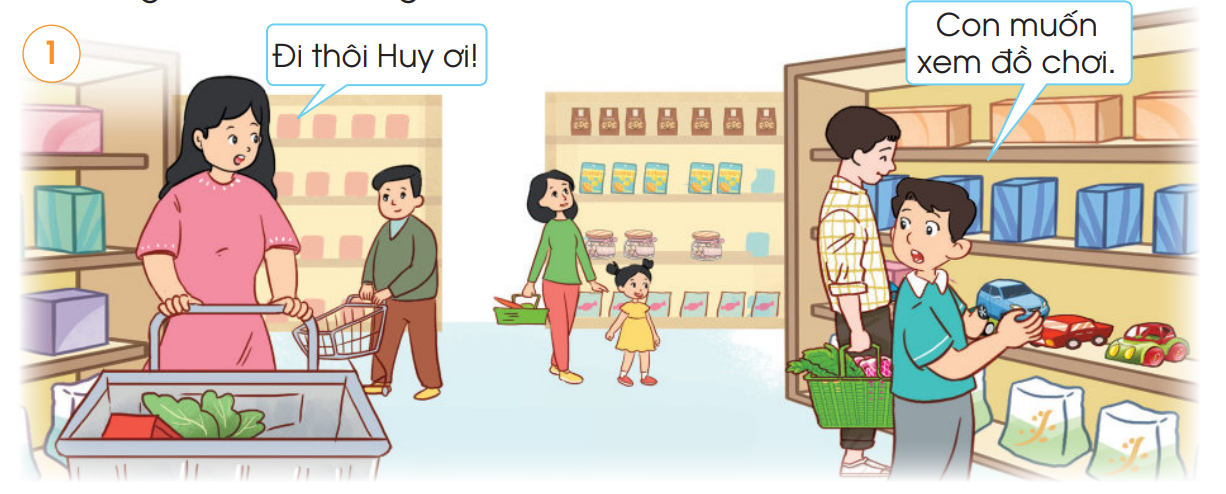 1
Đi thôi Huy ơi!
Con muốn
xem đồ chơi.